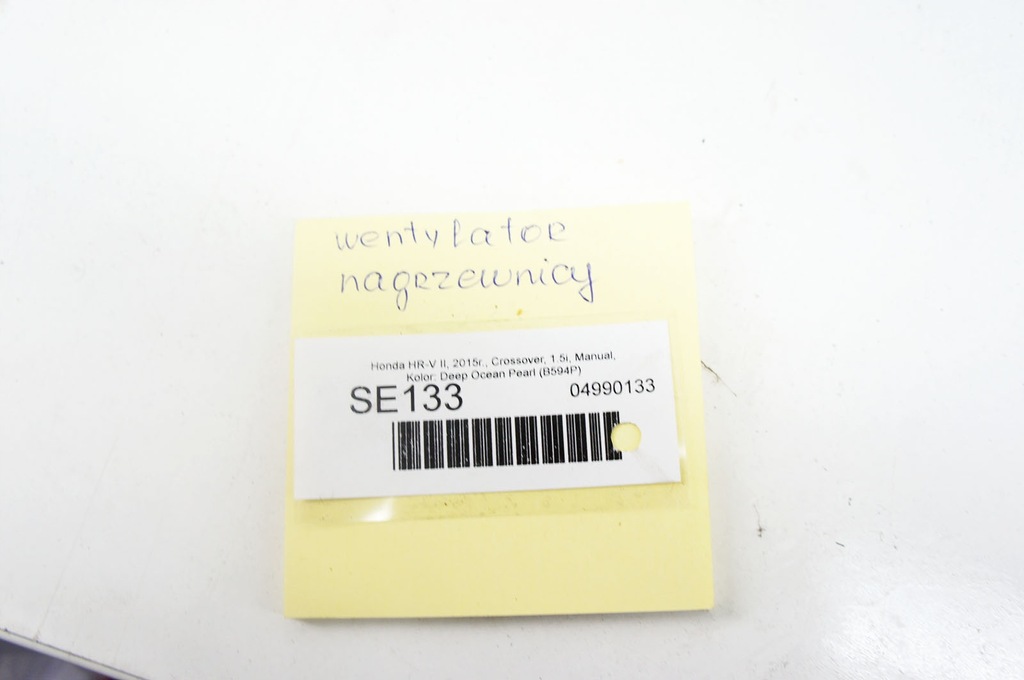 wentylator
nagrzewnicy
Honda HR-V II, 2015r., Crossover, 1.5i, Manual,
Kolor: Deep Ocean Pearl (B594P)
SE133 04990133